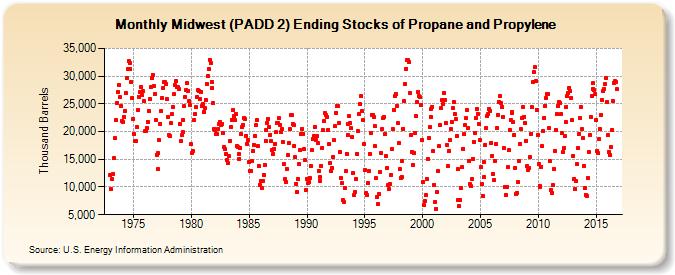 Monthly Midwest (PADD 2) Ending Stocks of Propane and Propylene
Thousand Barrels
35,000
30,000
25,000
20,000
15,000
10,000
5,000
1975 1980 1985 1990 1995 2000 2005 2010 2015
Source: U.S. Energy Information Administration